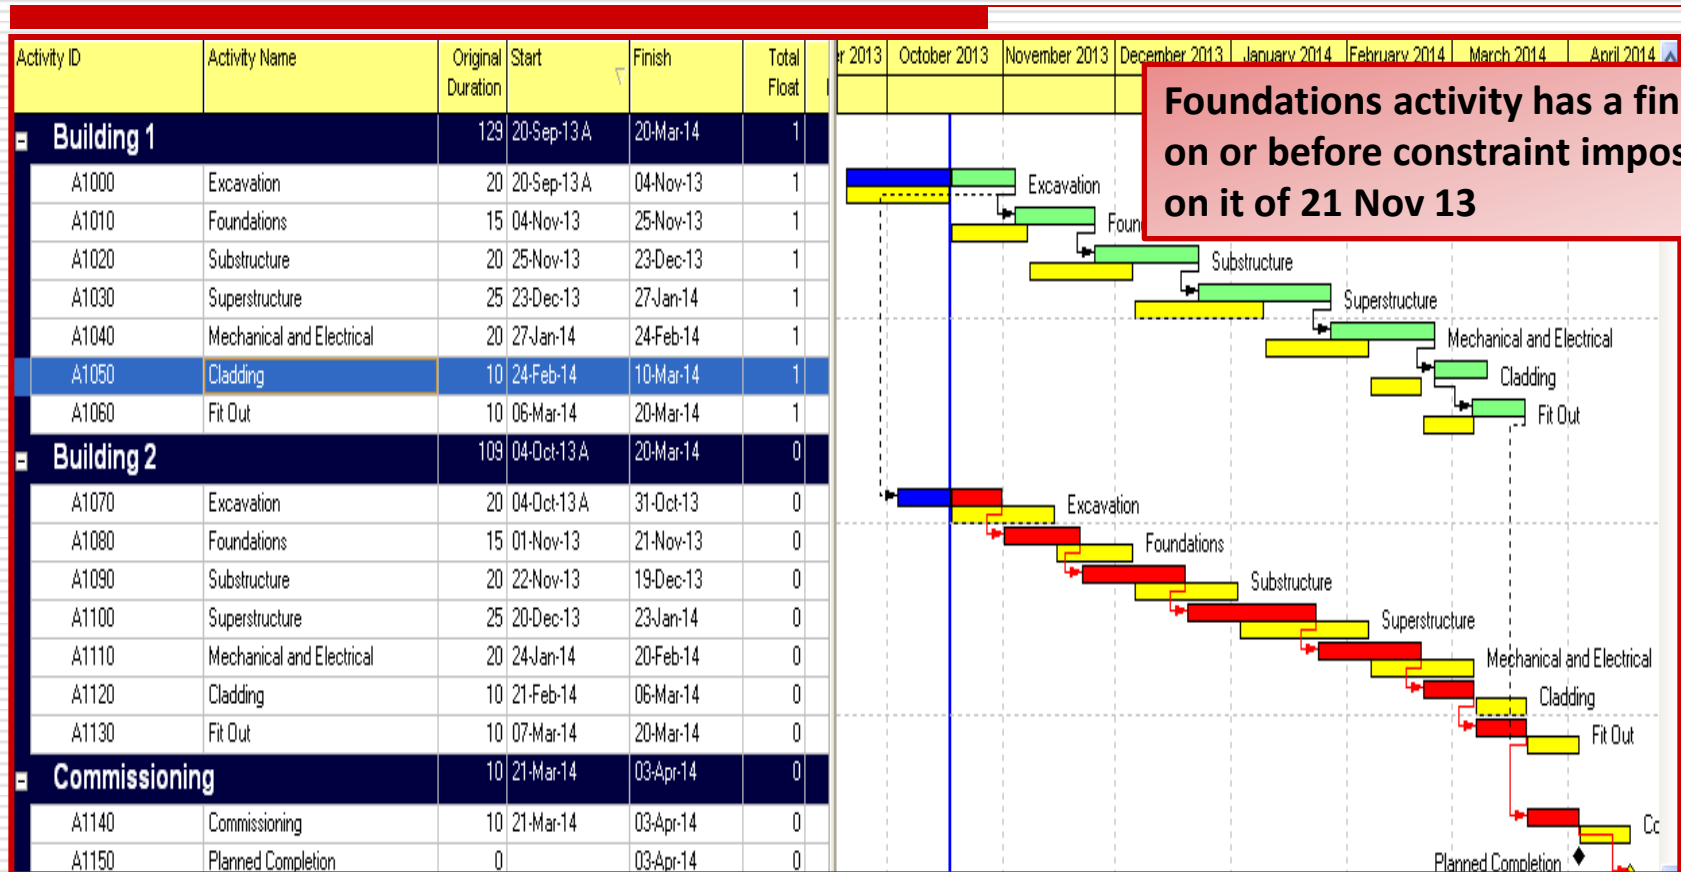 Activity ID Activity Name Original Duration Start Finish Total Float
r 2013 October 2013 November 2013 December 2013 January 2014 February 2014 March 2014 April 2014
Foundations activity has a fin
on or before constraint impos
on it of 21 Nov 13
Building 1 129 20-Sep-13 A 20-Mar-14 1
A1000 Excavation 20 20-Sep-13 A 04-Nov-13 1 Excavation
A1010 Foundations 15 04-Nov-13 25-Nov-13 1 Foun
A1020 Substructure 20 25-Nov-13 23-Dec-13 1 Substructure
A1030 Superstructure 25 23-Dec-13 27-Jan-14 1 Superstructure
A1040 Mechanical and Electrical 20 27-Jan-14 24-Feb-14 1 Mechanical and Electrical
A1050 Cladding 10 24-Feb-14 10-Mar-14 1 Cladding
A1060 Fit Out 10 06-Mar-14 20-Mar-14 1 Fit Out
Building 2 109 04-Oct-13 A 20-Mar-14 0
A1070 Excavation 20 04-Oct-13 A 31-Oct-13 0 Excavation
A1080 Foundations 15 01-Nov-13 21-Nov-13 0 Foundations
A1090 Substructure 20 22-Nov-13 19-Dec-13 0 Substructure
A1100 Superstructure 25 20-Dec-13 23-Jan-14 0 Superstructure
A1110 Mechanical and Electrical 20 24-Jan-14 20-Feb-14 0 Mechanical and Electrical
A1120 Cladding 10 21-Feb-14 06-Mar-14 0 Cladding
A1130 Fit Out 10 07-Mar-14 20-Mar-14 0 Fit Out
Commissioning 10 21-Mar-14 03-Apr-14 0
A1140 Commissioning 10 21-Mar-14 03-Apr-14 0 Co
A1150 Planned Completion 0 03-Apr-14 0 Planned Completion